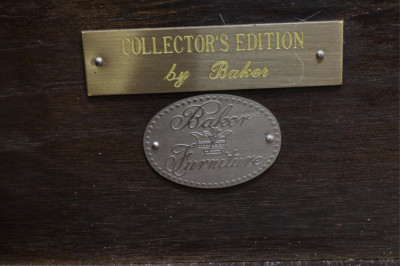 COLLECTOR'S EDITION
by Baker
Baker
Furniture